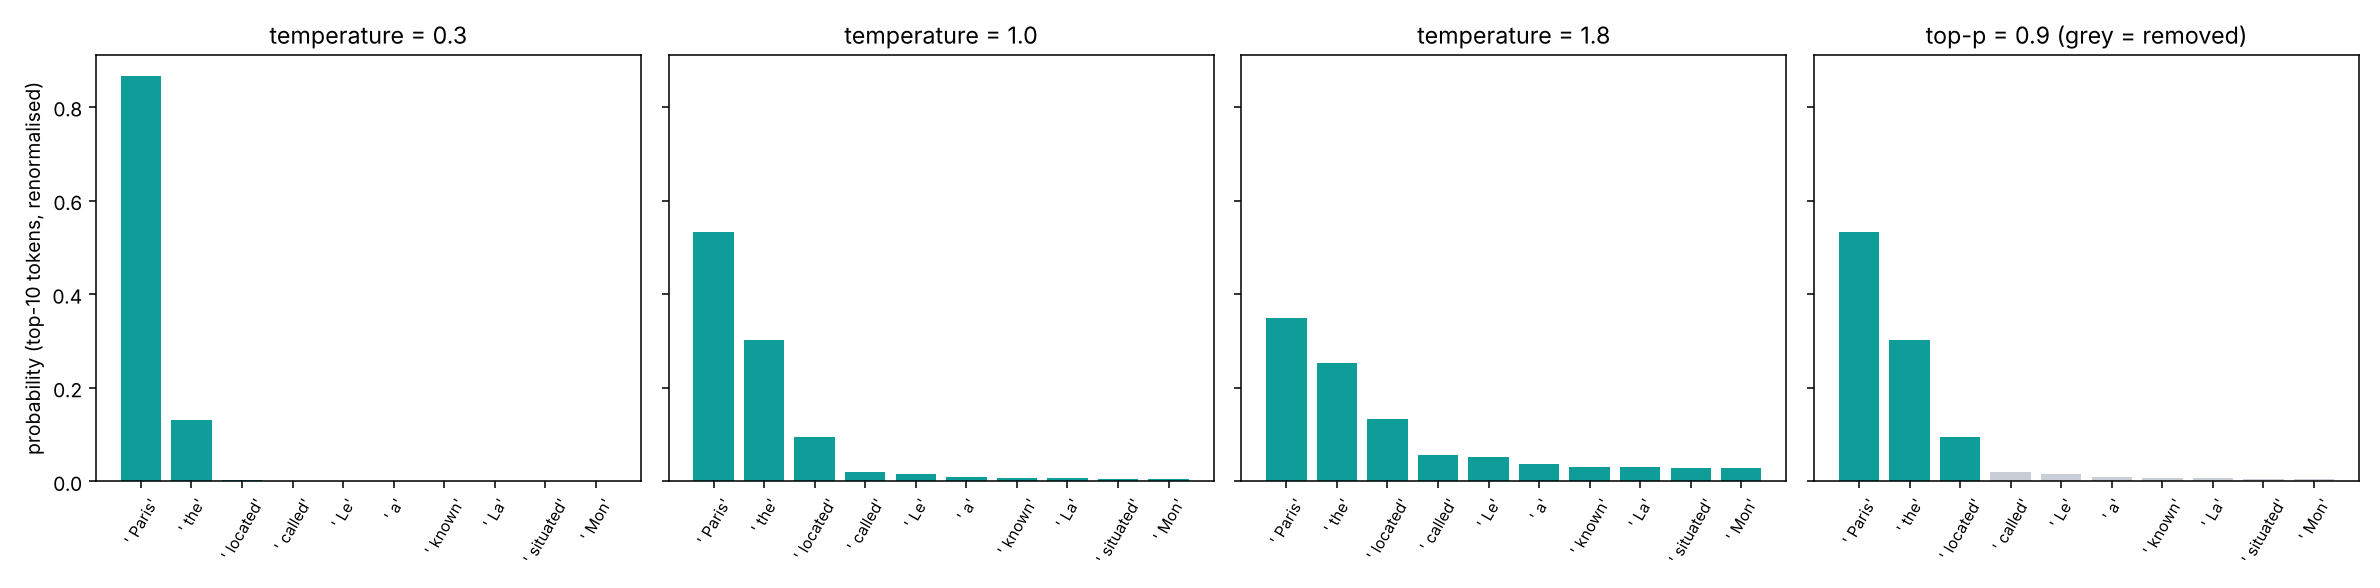 temperature = 0.3
temperature = 1.0
temperature = 1.8
top-p = 0.9 (grey = removed)
probability (top-10 tokens, renormalised)
0.8
0.6
0.4
0.2
0.0
' Paris'
' the'
' located'
' called'
' Le'
' a'
' known'
' La'
' situated'
' Mon'
' Paris'
' the'
' located'
' called'
' Le'
' a'
' known'
' La'
' situated'
' Mon'
' Paris'
' the'
' located'
' called'
' Le'
' a'
' known'
' La'
' situated'
' Mon'
' Paris'
' the'
' located'
' called'
' Le'
' a'
' known'
' La'
' situated'
' Mon'